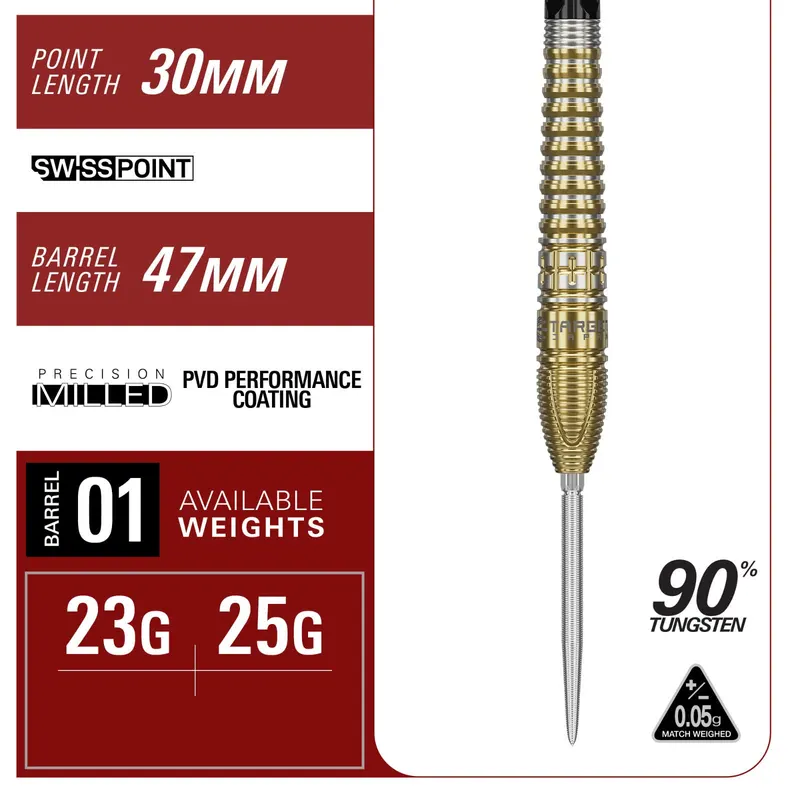 POINT
LENGTH
30MM
SWISSPOINT
BARREL
LENGTH
47MM
PRECISION
MILLED
PVD PERFORMANCE
COATING
BARREL
01
AVAILABLE
WEIGHTS
23G
25G
TARGET
90%
TUNGSTEN
+/-
0.05g
MATCH WEIGHED